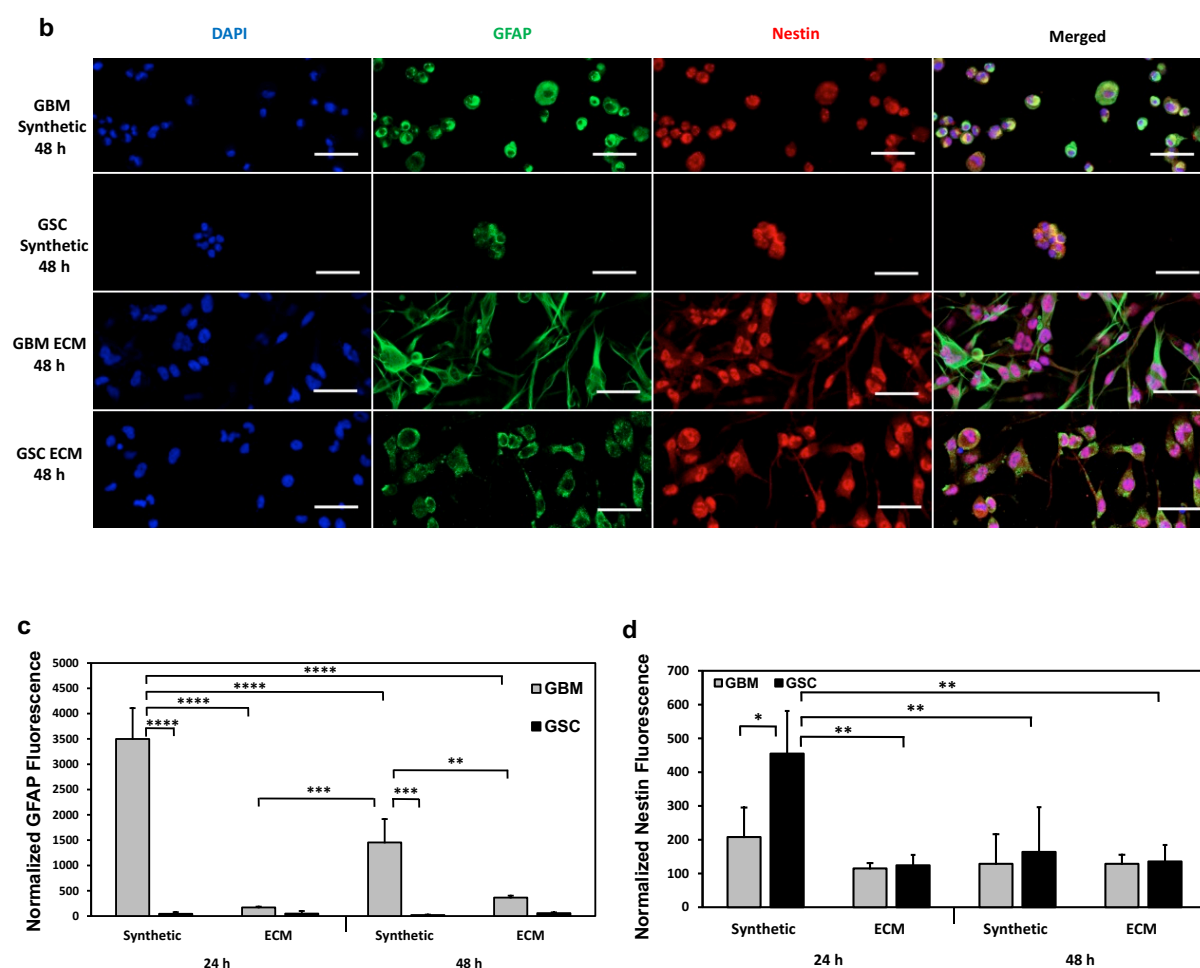 b
DAPI GFAP Nestin Merged
GBM
Synthetic
48 h
GSC
Synthetic
48 h
GBM ECM
48 h
GSC ECM
48 h
c
Normalized GFAP Fluorescence
5000
4500
4000
3500
3000
2500
2000
1500
1000
500
0
****
****
****
****
***
**
***
GBM
GSC
Synthetic ECM Synthetic ECM
24 h 48 h
d
Normalized Nestin Fluorescence
700
600
500
400
300
200
100
0
GBM GSC
**
**
*
**
Synthetic ECM Synthetic ECM
24 h 48 h